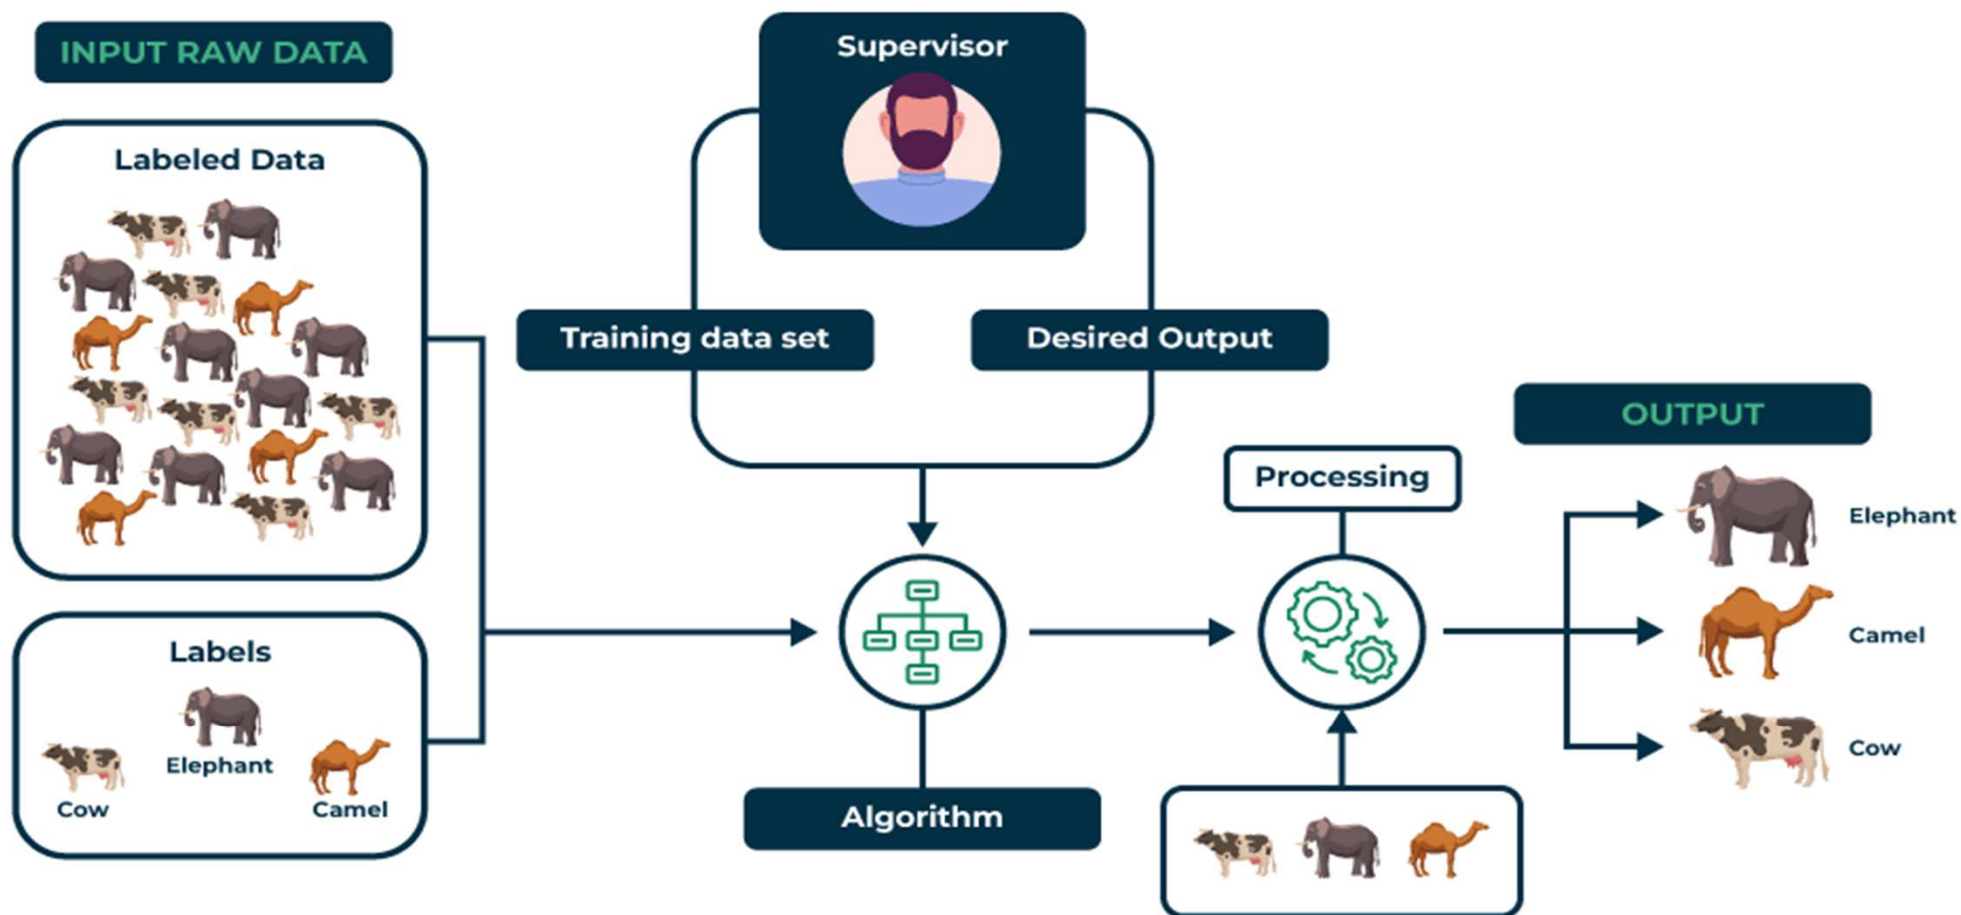 INPUT RAW DATA
Labeled Data
Labels
Elephant
Cow
Camel
Supervisor
Training data set
Desired Output
Algorithm
Processing
OUTPUT
Elephant
Camel
Cow